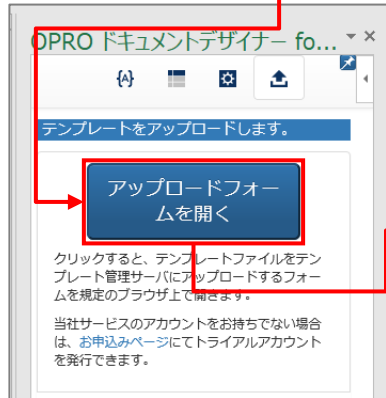 OPRO ドキュメントデザイナー fo...
{A}
テンプレートをアップロードします。
アップロードフォー
ムを開く
クリックすると、テンプレートファイルをテン
プレート管理サーバにアップロードするフォー
ムを規定のブラウザ上で開きます。
当社サービスのアカウントをお持ちでない場合
は、お申込みページにてトライアルアカウント
を発行できます。